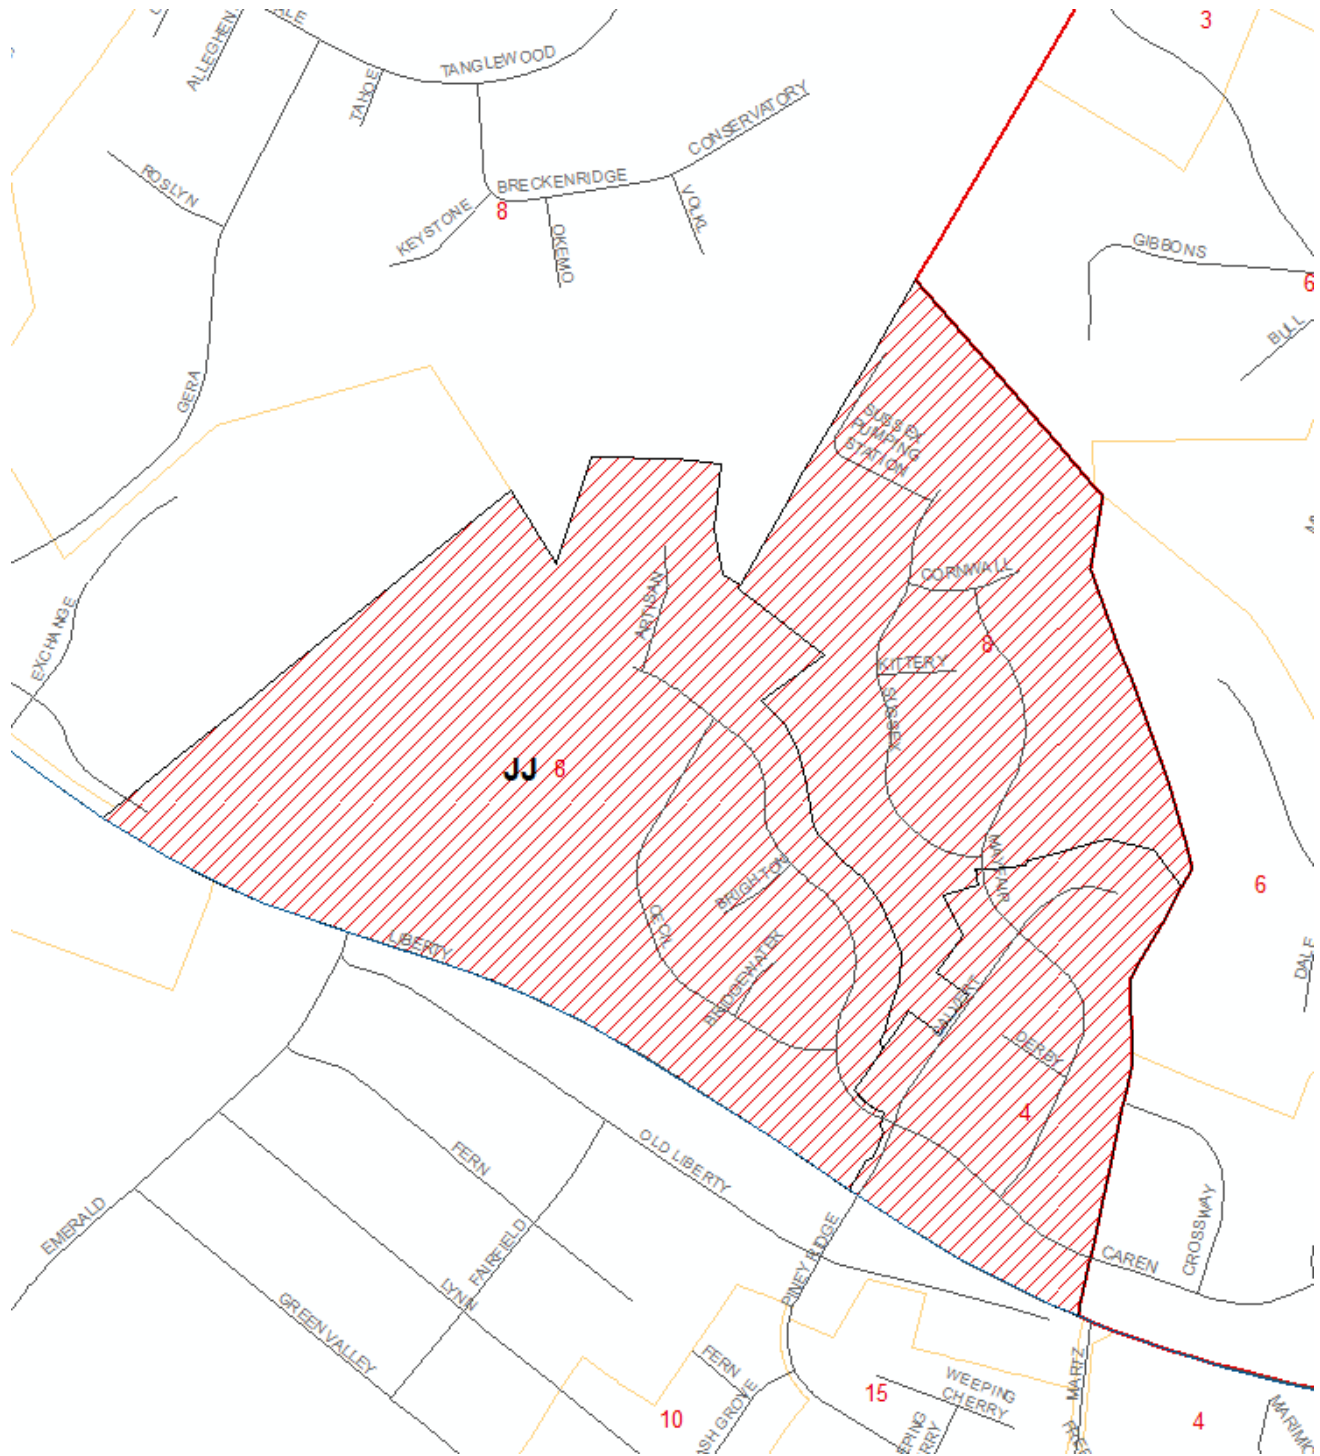 3
TANGLEWOOD
TAHOE
CONSERVATORY
ROSLYN
BRECKENRIDGE
VOLKL
8
KEYSTONE
OKEMO
GIBBONS
6
BULL
GERA
SUSSEX
PUMPING
STATION
CORNWALL
ARTISAN
EXCHANGE
8
KITTERY
SUSSEX
JJ 8
MAYFAIR
BRIGHTON
6
CECIL
LIBERTY
BRIDGEWATER
DALE
CALVERT
DERBY
4
FERN
OLD LIBERTY
EMERALD
CROSSWAY
PINEY RIDGE
FAIRFIELD
CAREN
LYNN
GREEN VALLEY
FERN
MARTZ
15
WEEPING
CHERRY
ASH GROVE
10
4